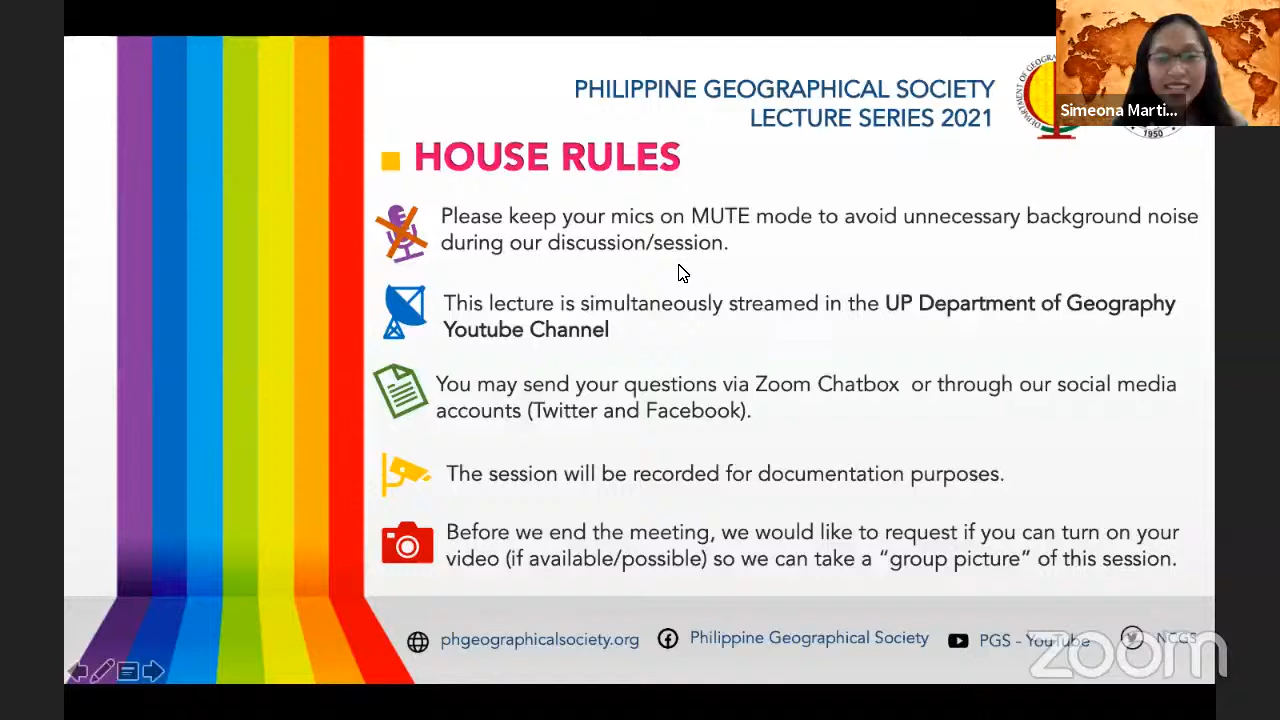 PHILIPPINE GEOGRAPHICAL SOCIETY
LECTURE SERIES 2021
Simeona Marti...
1950
HOUSE RULES
Please keep your mics on MUTE mode to avoid unnecessary background noise
during our discussion/session.
This lecture is simultaneously streamed in the UP Department of Geography
Youtube Channel
You may send your questions via Zoom Chatbox or through our social media
accounts (Twitter and Facebook).
The session will be recorded for documentation purposes.
Before we end the meeting, we would like to request if you can turn on your
video (if available/possible) so we can take a “group picture” of this session.
phgeographicalsociety.org
Philippine Geographical Society
PGS - YouTube
NCGS
zoom